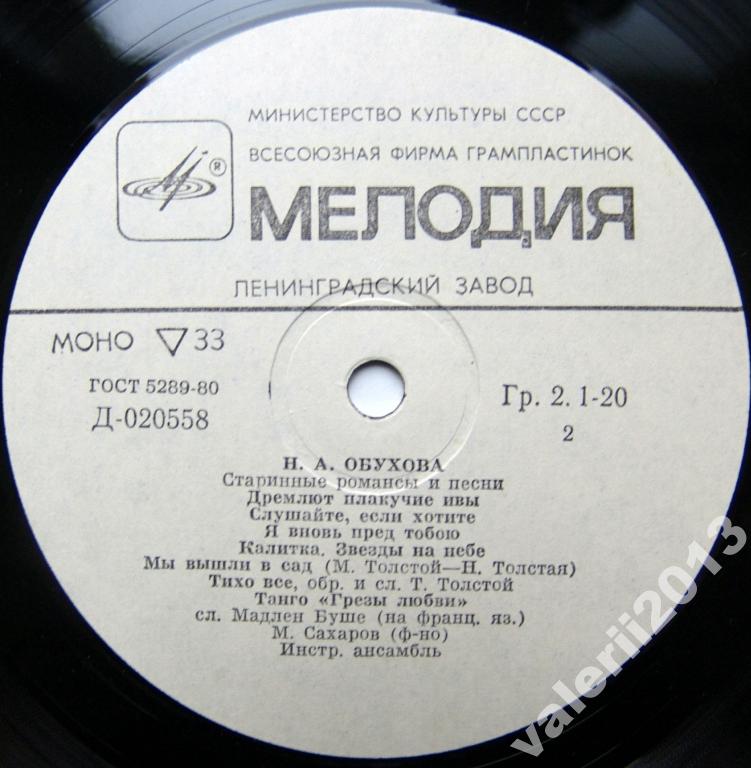 МИНИСТЕРСТВО КУЛЬТУРЫ СССР
ВСЕСОЮЗНАЯ ФИРМА ГРАМПЛАСТИНОК
®
МЕЛОДИЯ
ЛЕНИНГРАДСКИЙ ЗАВОД
МОНО ▽33
ГОСТ 5289-80
Д-020558
Гр. 2. 1-20
2
Н. А. ОБУХОВА
Старинные романсы и песни
Дремлют плакучие ивы
Слушайте, если хотите
Я вновь пред тобою
Калитка. Звезды на небе
Мы вышли в сад (М. Толстой—Н. Толстая)
Тихо все, обр. и сл. Т. Толстой
Танго «Грезы любви»
сл. Мадлен Буше (на франц. яз.)
М. Сахаров (ф-но)
Инстр. ансамбль
valerii2013